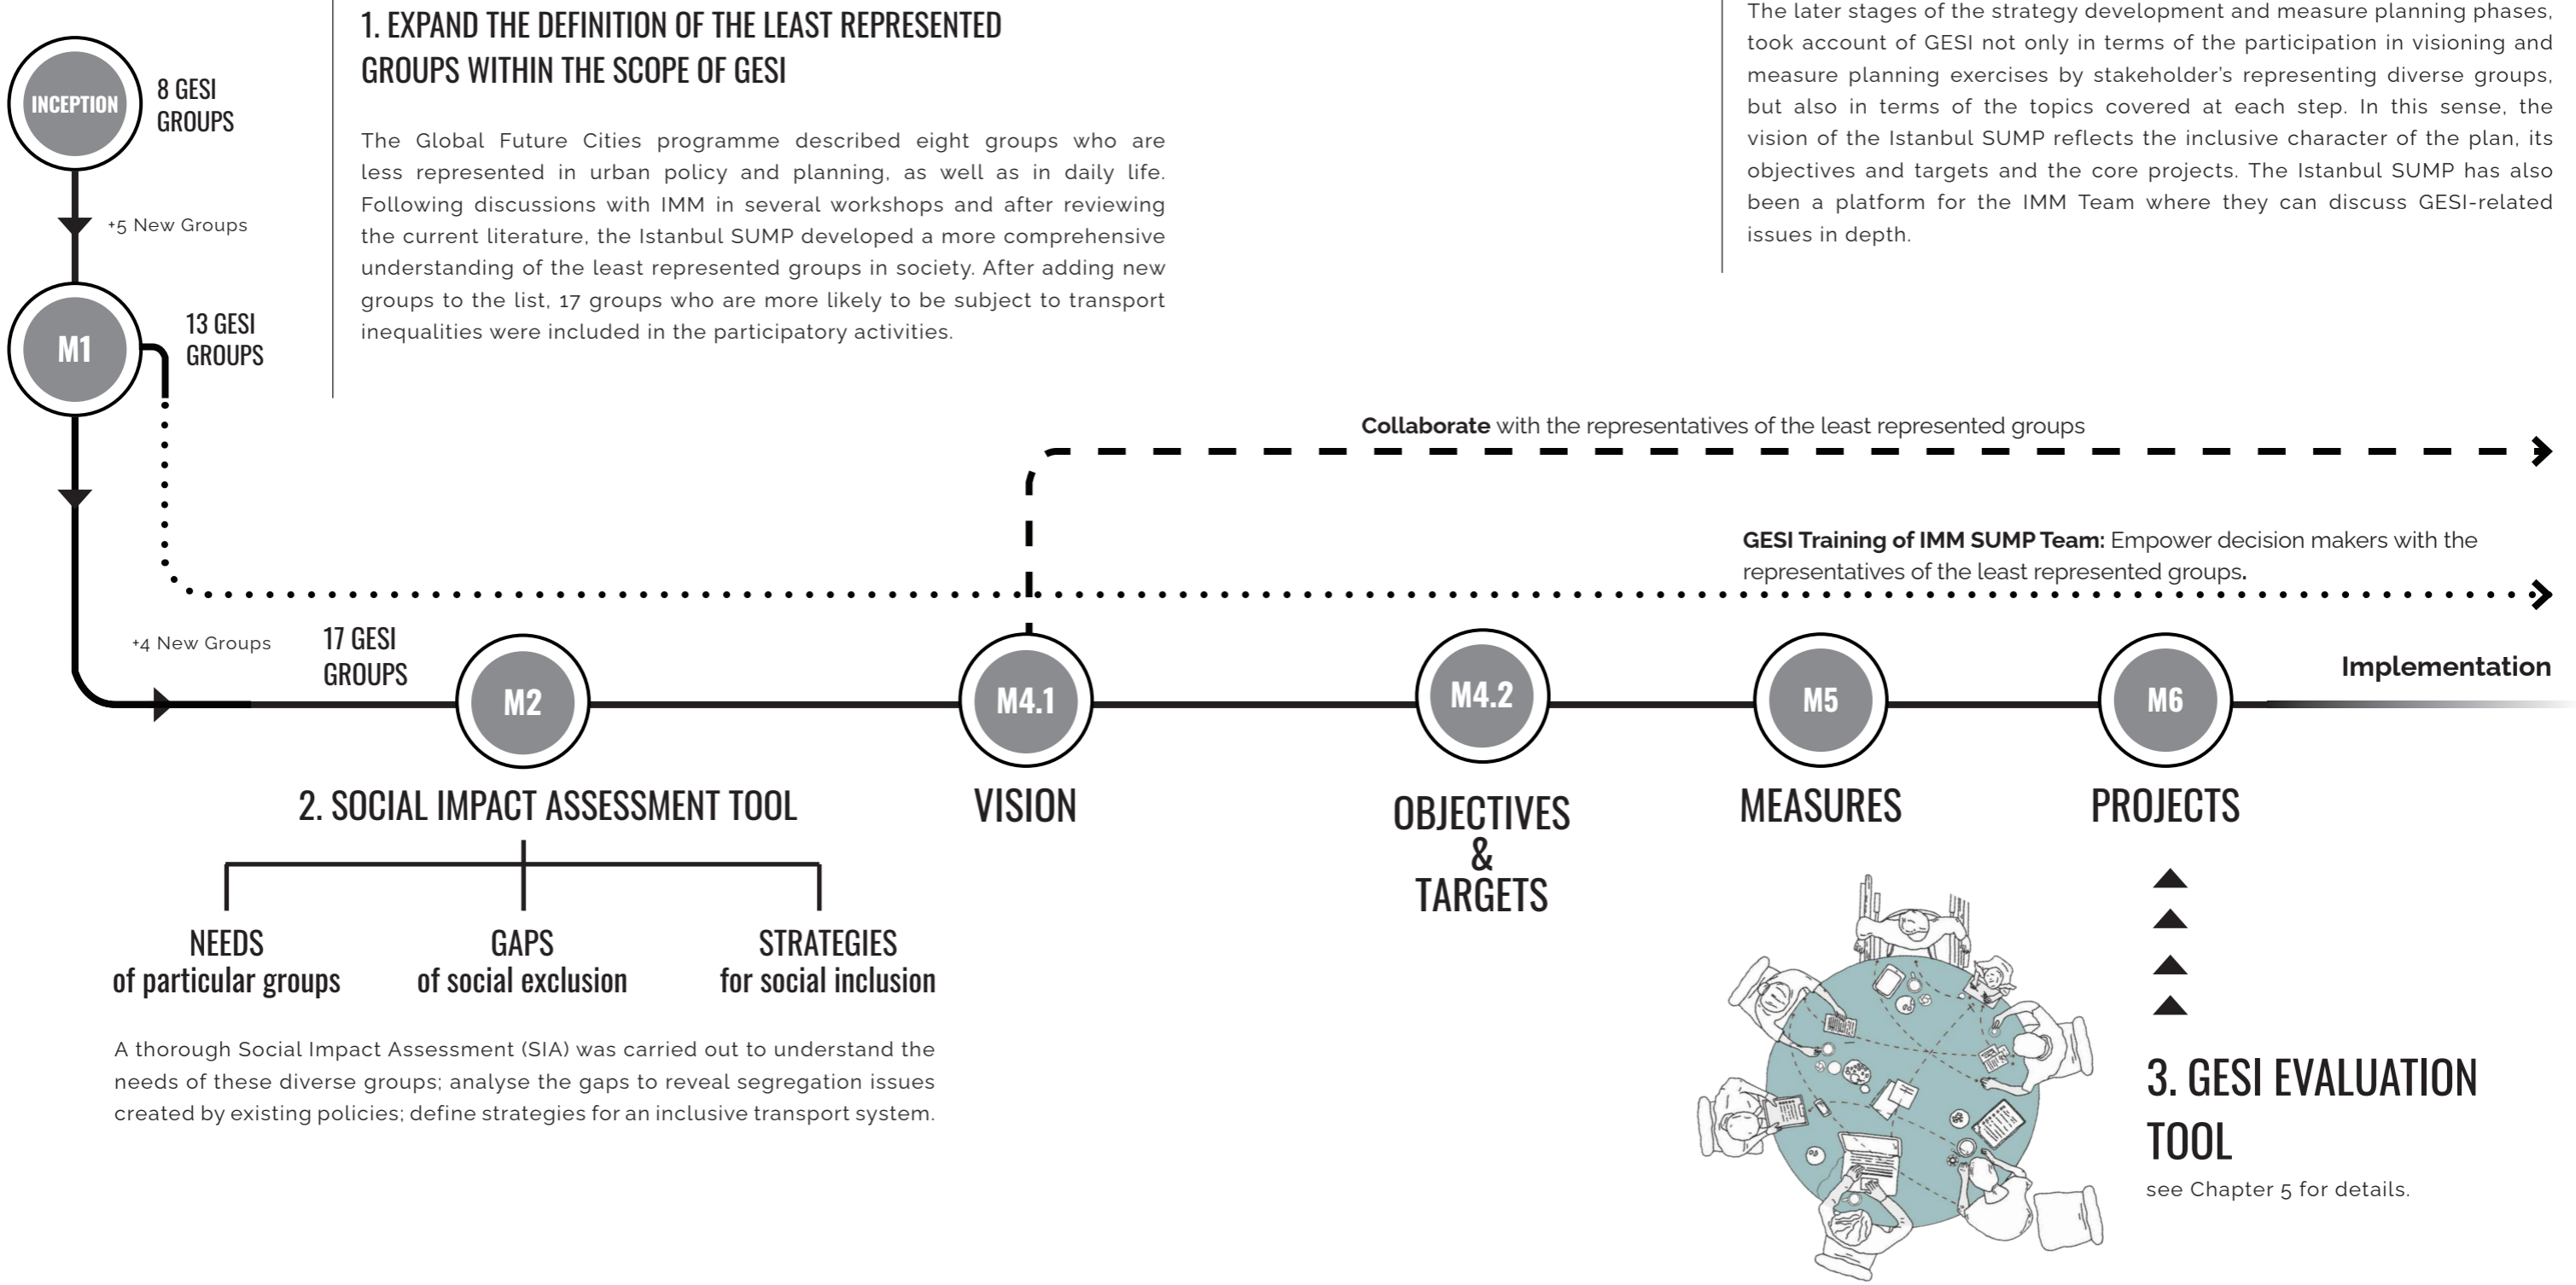 1. EXPAND THE DEFINITION OF THE LEAST REPRESENTED
GROUPS WITHIN THE SCOPE OF GESI
The Global Future Cities programme described eight groups who are
less represented in urban policy and planning, as well as in daily life.
Following discussions with IMM in several workshops and after reviewing
the current literature, the Istanbul SUMP developed a more comprehensive
understanding of the least represented groups in society. After adding new
groups to the list, 17 groups who are more likely to be subject to transport
inequalities were included in the participatory activities.
The later stages of the strategy development and measure planning phases,
took account of GESI not only in terms of the participation in visioning and
measure planning exercises by stakeholder's representing diverse groups,
but also in terms of the topics covered at each step. In this sense, the
vision of the Istanbul SUMP reflects the inclusive character of the plan, its
objectives and targets and the core projects. The Istanbul SUMP has also
been a platform for the IMM Team where they can discuss GESI-related
issues in depth.
INCEPTION
8 GESI
GROUPS
+5 New Groups
M1
13 GESI
GROUPS
Collaborate with the representatives of the least represented groups
GESI Training of IMM SUMP Team: Empower decision makers with the
representatives of the least represented groups.
+4 New Groups
17 GESI
GROUPS
M2
M4.1
M4.2
M5
M6
Implementation
2. SOCIAL IMPACT ASSESSMENT TOOL
VISION
OBJECTIVES
&
TARGETS
MEASURES
PROJECTS
NEEDS
of particular groups
GAPS
of social exclusion
STRATEGIES
for social inclusion
A thorough Social Impact Assessment (SIA) was carried out to understand the
needs of these diverse groups; analyse the gaps to reveal segregation issues
created by existing policies; define strategies for an inclusive transport system.
3. GESI EVALUATION
TOOL
see Chapter 5 for details.